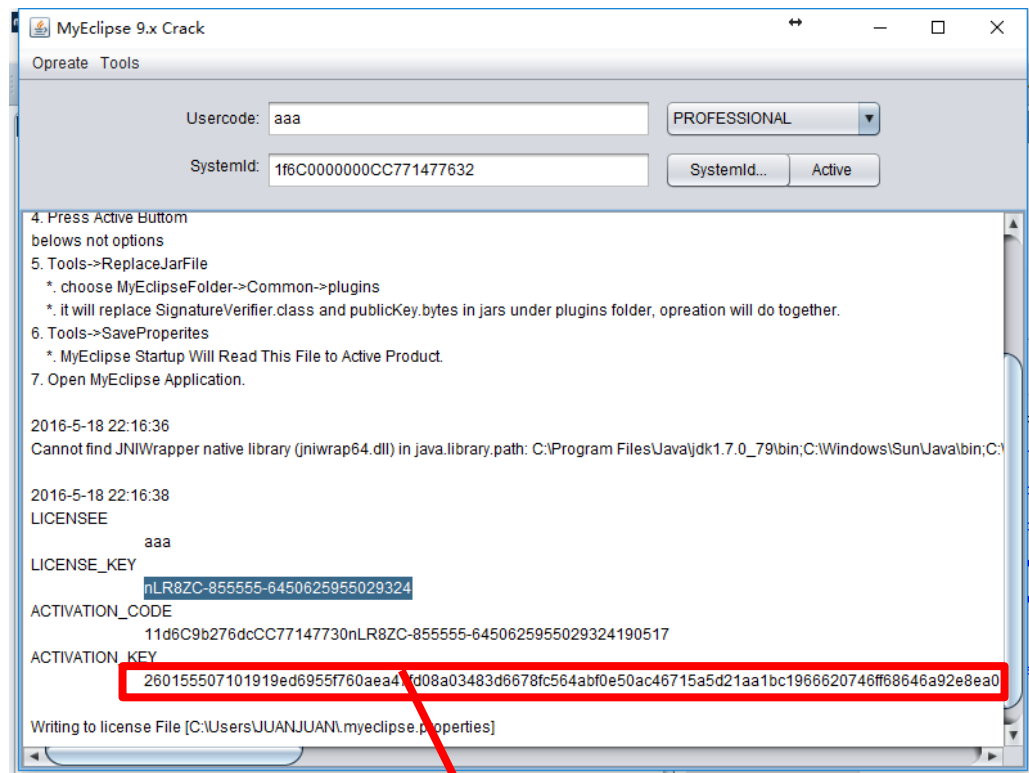 MyEclipse 9.x Crack
Opreate Tools
Usercode: aaa PROFESSIONAL
SystemId: 1f6C0000000CC771477632 SystemId... Active
4. Press Active Buttom
belows not options
5. Tools->ReplaceJarFile
*. choose MyEclipseFolder->Common->plugins
*. it will replace SignatureVerifier.class and publicKey.bytes in jars under plugins folder, opreation will do together.
6. Tools->SaveProperites
*. MyEclipse Startup Will Read This File to Active Product.
7. Open MyEclipse Application.
2016-5-18 22:16:36
Cannot find JNIWrapper native library (jniwrap64.dll) in java.library.path: C:\Program Files\Java\jdk1.7.0_79\bin;C:\Windows\Sun\Java\bin;C:\
2016-5-18 22:16:38
LICENSEE
aaa
LICENSE_KEY
nLR8ZC-855555-6450625955029324
ACTIVATION_CODE
11d6C9b276dcCC77147730nLR8ZC-855555-6450625955029324190517
ACTIVATION_KEY
Writing to license File [C:\Users\JUANJUAN\.myeclipse.properties]